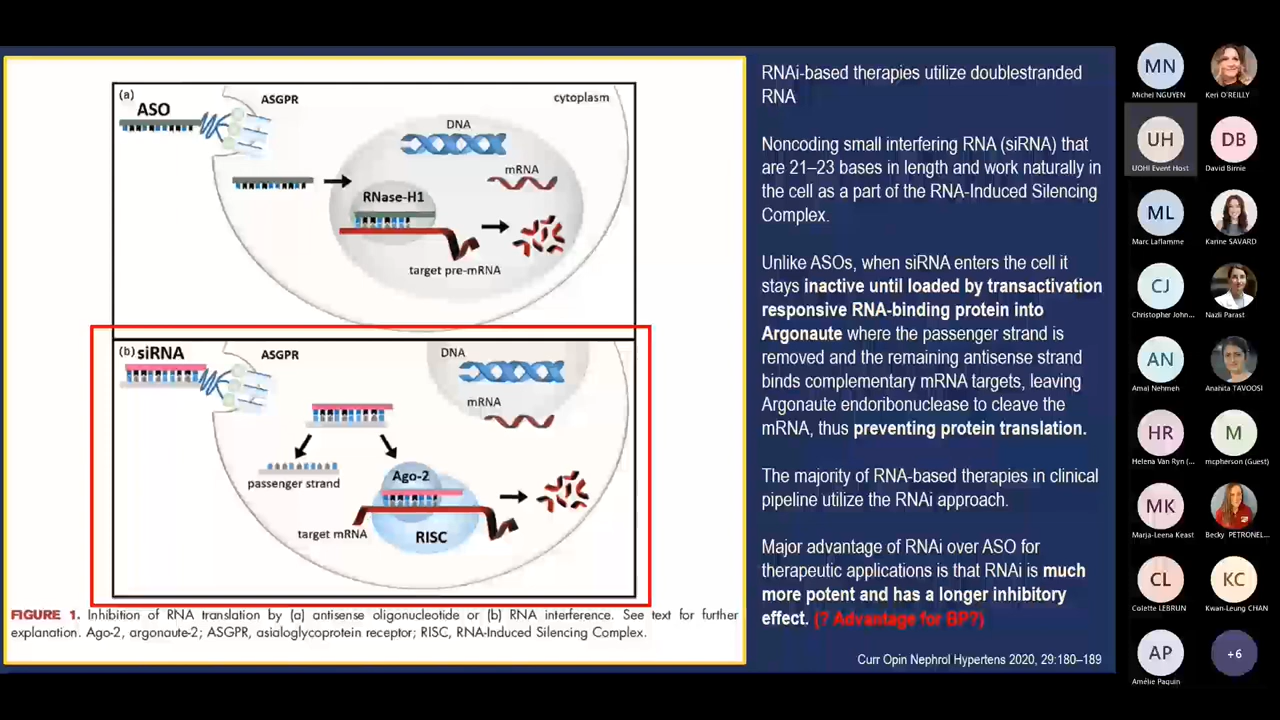 (a)
ASO
ASGPR
cytoplasm
DNA
mRNA
RNase-H1
target pre-mRNA
(b) siRNA
ASGPR
DNA
mRNA
passenger strand
Ago-2
target mRNA
RISC
FIGURE 1. Inhibition of RNA translation by (a) antisense oligonucleotide or (b) RNA interference. See text for further
explanation. Ago-2, argonaute-2; ASGPR, asialoglycoprotein receptor; RISC, RNA-Induced Silencing Complex.
RNAi-based therapies utilize doublestranded
RNA
Noncoding small interfering RNA (siRNA) that
are 21–23 bases in length and work naturally in
the cell as a part of the RNA-Induced Silencing
Complex.
Unlike ASOs, when siRNA enters the cell it
stays inactive until loaded by transactivation
responsive RNA-binding protein into
Argonaute where the passenger strand is
removed and the remaining antisense strand
binds complementary mRNA targets, leaving
Argonaute endoribonuclease to cleave the
mRNA, thus preventing protein translation.
The majority of RNA-based therapies in clinical
pipeline utilize the RNAi approach.
Major advantage of RNAi over ASO for
therapeutic applications is that RNAi is much
more potent and has a longer inhibitory
effect. (? Advantage for BP?)
Curr Opin Nephrol Hypertens 2020, 29:180–189
MN
Michel NGUYEN
Keri O'REILLY
UH
UOHI Event Host
DB
David Birnie
ML
Marc Laflamme
Karine SAVARD
CJ
Christopher John...
Nazli Parast
AN
Amal Nehmeh
Anahita TAVOOSI
HR
Helena Van Ryn (...
M
mcpherson (Guest)
MK
Marja-Leena Keast
Becky PETRONEL...
CL
Colette LEBRUN
KC
Kwan-Leung CHAN
AP
Amélie Paquin
+6